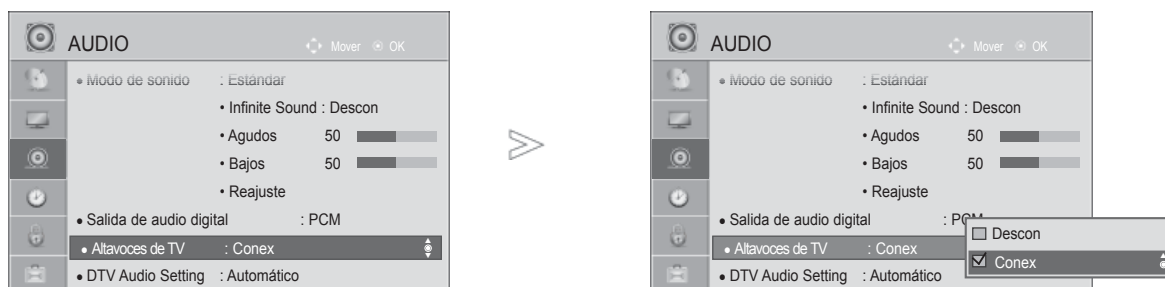 AUDIO
Mover OK
• Modo de sonido : Estándar
• Infinite Sound : Descon
• Agudos 50
• Bajos 50
• Reajuste
• Salida de audio digital : PCM
• Altavoces de TV : Conex
• DTV Audio Setting : Automático
AUDIO
Mover OK
• Modo de sonido : Estándar
• Infinite Sound : Descon
• Agudos 50
• Bajos 50
• Reajuste
• Salida de audio digital : PCM
• Altavoces de TV : Conex
• DTV Audio Setting : Automático
Descon
Conex